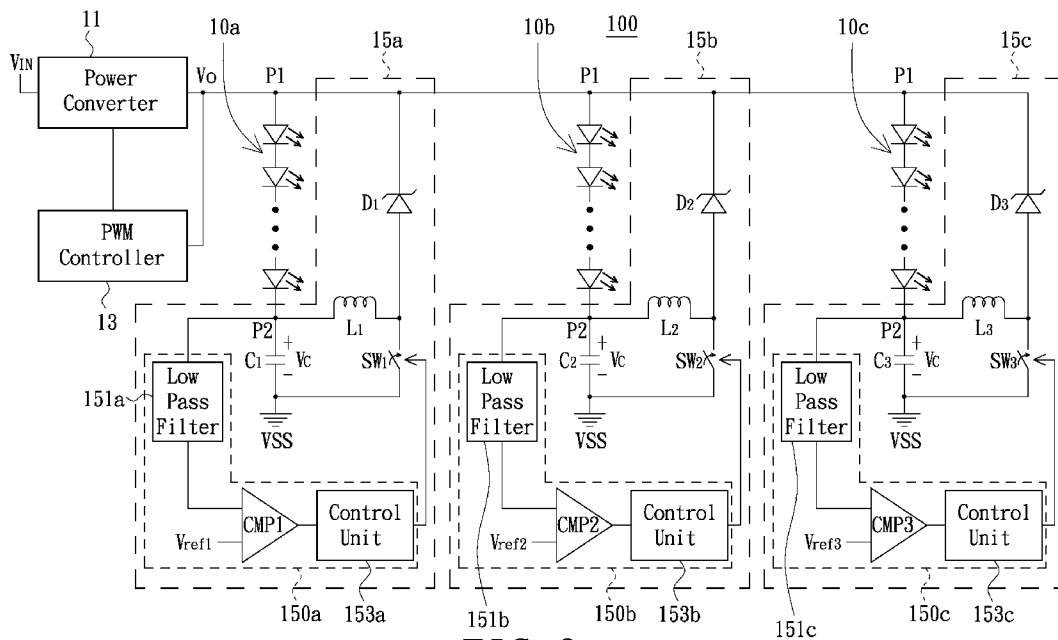 100
11
10a
15a
10b
15b
10c
15c
VIN
Power
Converter
Vo
P1
P1
P1
D1
D2
D3
PWM
Controller
13
P2
L1
P2
L2
P2
L3
C1
+
VC
−
SW1
C2
+
VC
−
SW2
C3
+
VC
−
SW3
151a
Low
Pass
Filter
Low
Pass
Filter
Low
Pass
Filter
VSS
VSS
VSS
CMP1
Control
Unit
CMP2
Control
Unit
CMP3
Control
Unit
Vref1
Vref2
Vref3
150a
153a
151b
150b
153b
151c
150c
153c